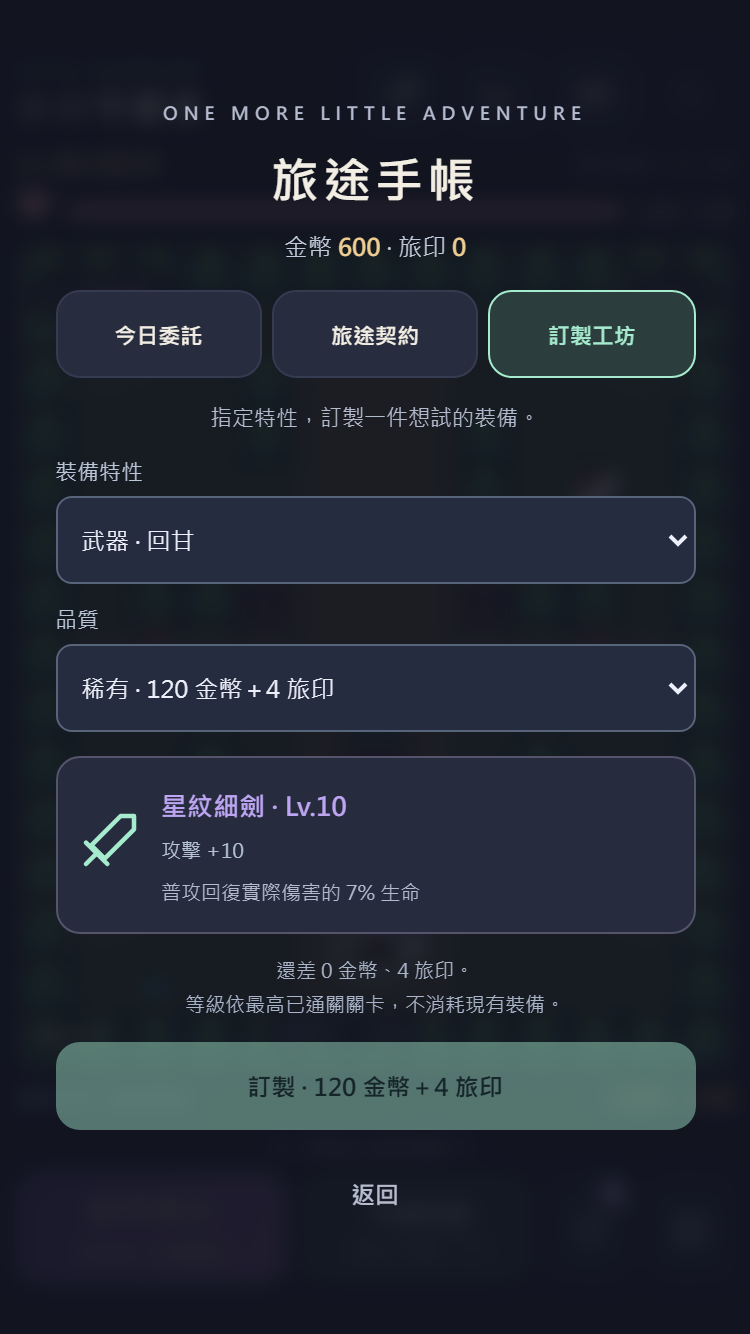 ONE MORE LITTLE ADVENTURE
旅途手帳
金幣 600 · 旅印 0
今日委託
旅途契約
訂製工坊
指定特性，訂製一件想試的裝備。
裝備特性
武器 · 回甘
品質
稀有 · 120 金幣 + 4 旅印
星紋細劍 · Lv.10
攻擊 +10
普攻回復實際傷害的 7% 生命
還差 0 金幣、4 旅印。
等級依最高已通關關卡，不消耗現有裝備。
訂製 · 120 金幣 + 4 旅印
返回